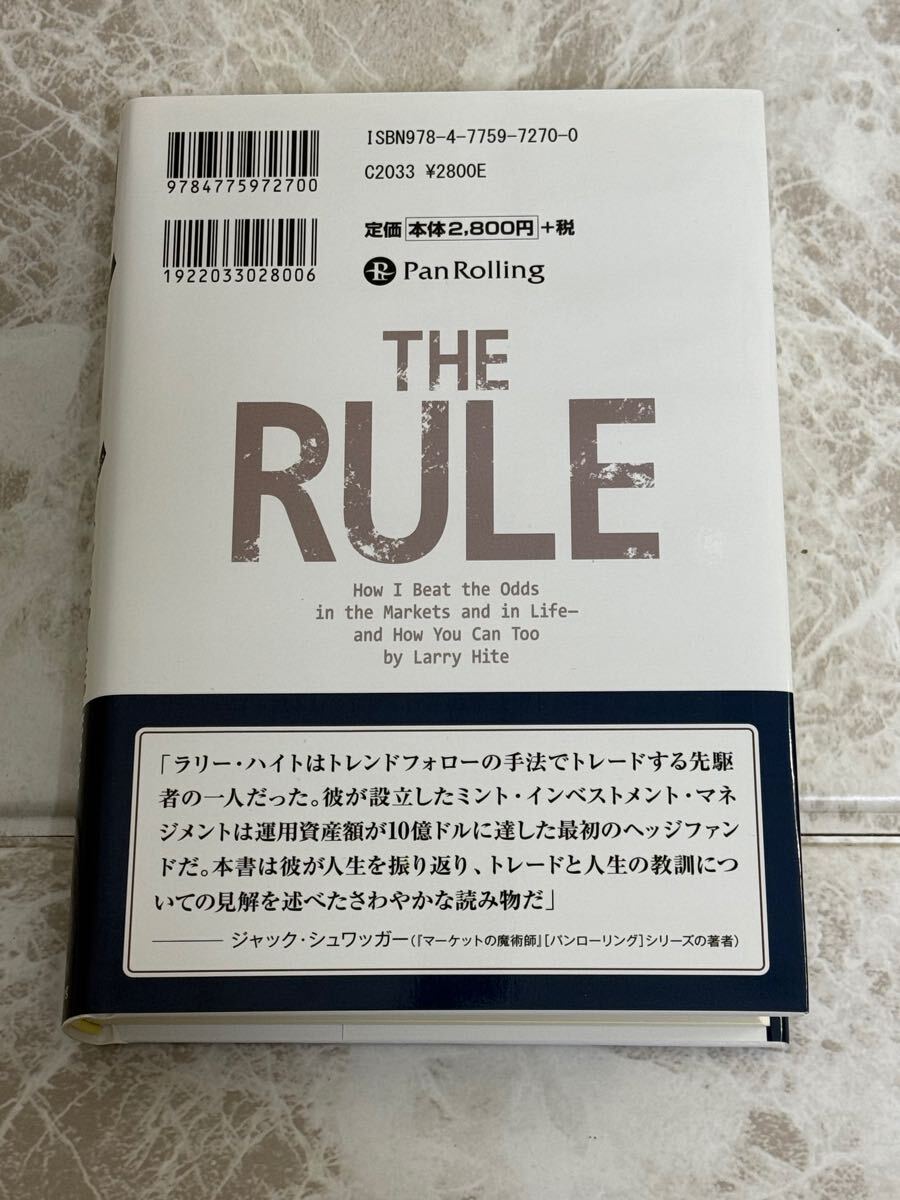 9784775972700
ISBN978-4-7759-7270-0
C2033 ¥2800E
1922033028006
定価 本体2,800円 +税
PanRolling
THE
RULE
How I Beat the Odds
in the Markets and in Life—
and How You Can Too
by Larry Hite
「ラリー・ハイトはトレンドフォローの手法でトレードする先駆
者の一人だった。彼が設立したミント・インベストメント・マネ
ジメントは運用資産額が10億ドルに達した最初のヘッジファン
ドだ。本書は彼が人生を振り返り、トレードと人生の教訓につ
いての見解を述べたさわやかな読み物だ」
——ジャック・シュワッガー(『マーケットの魔術師』[パンローリング]シリーズの著者)